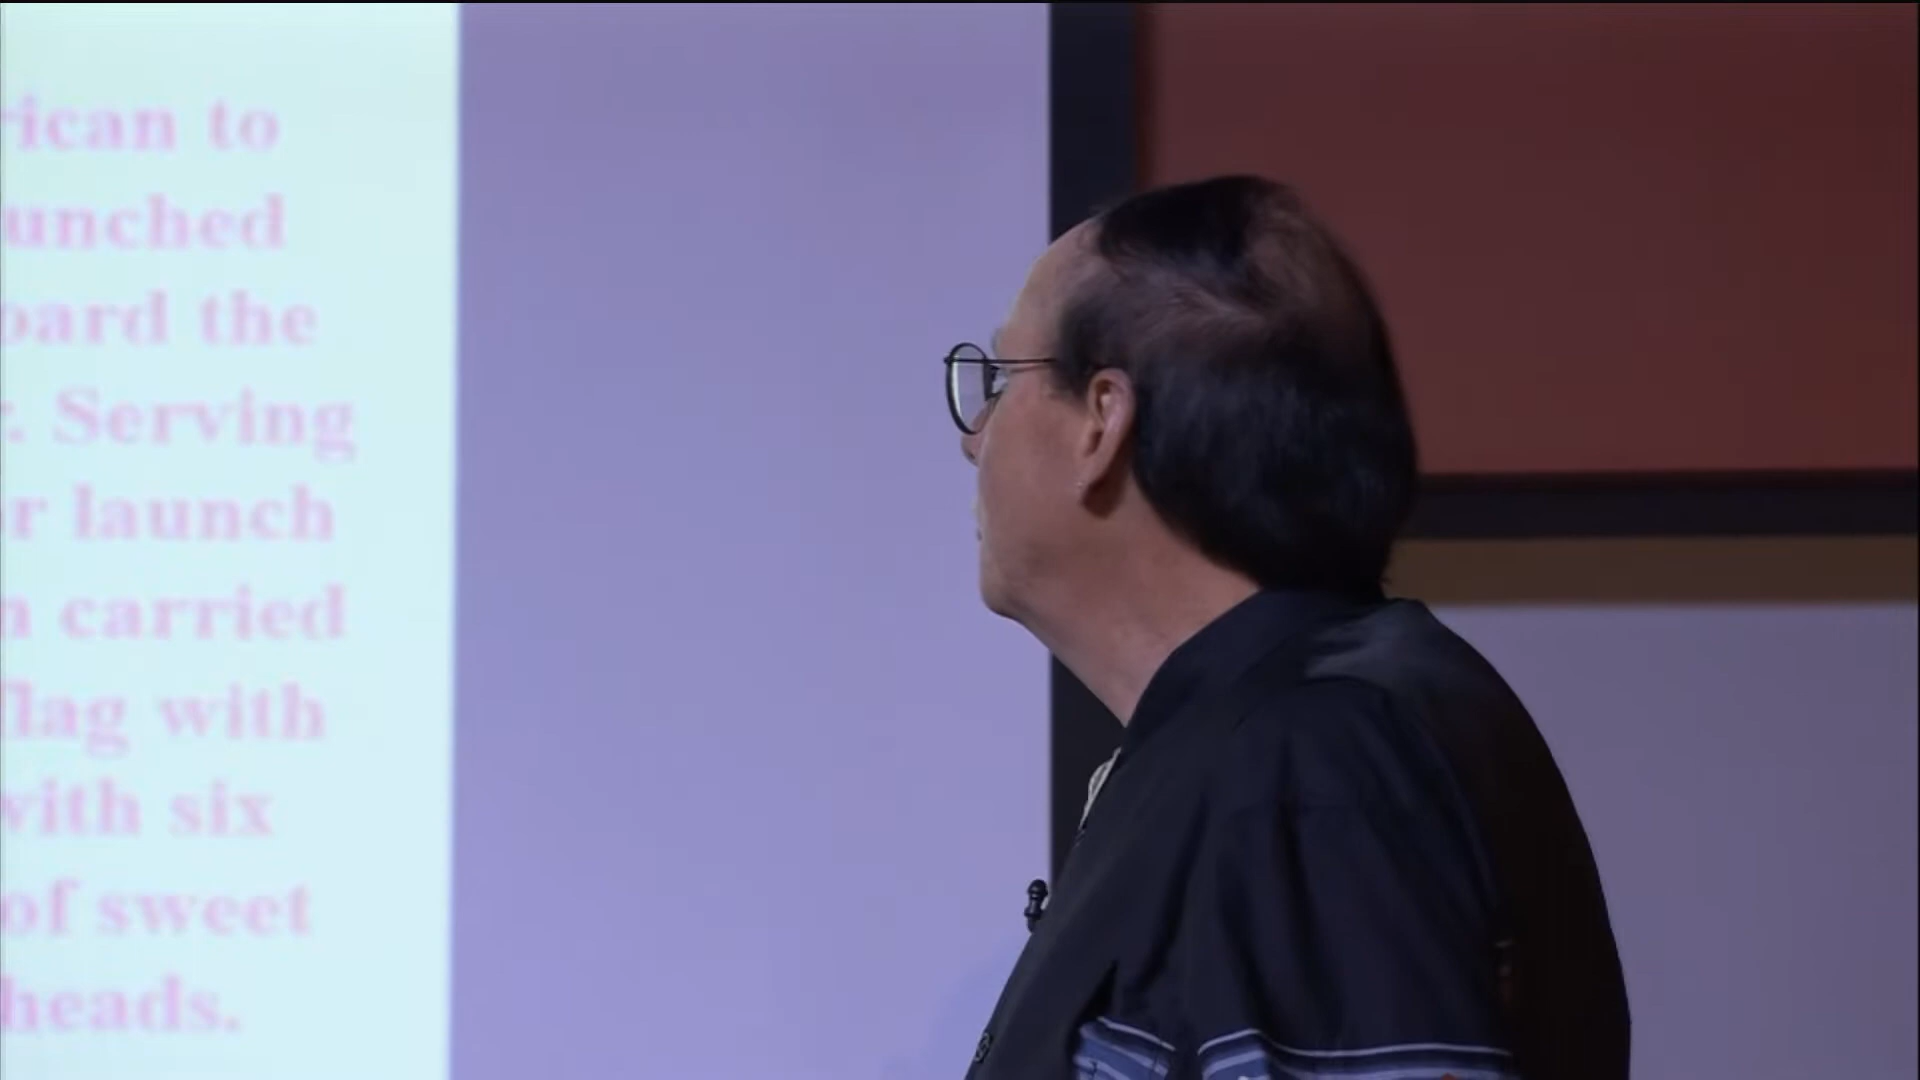 rican to
unched
oard the
r. Serving
r launch
n carried
flag with
with six
of sweet
heads.